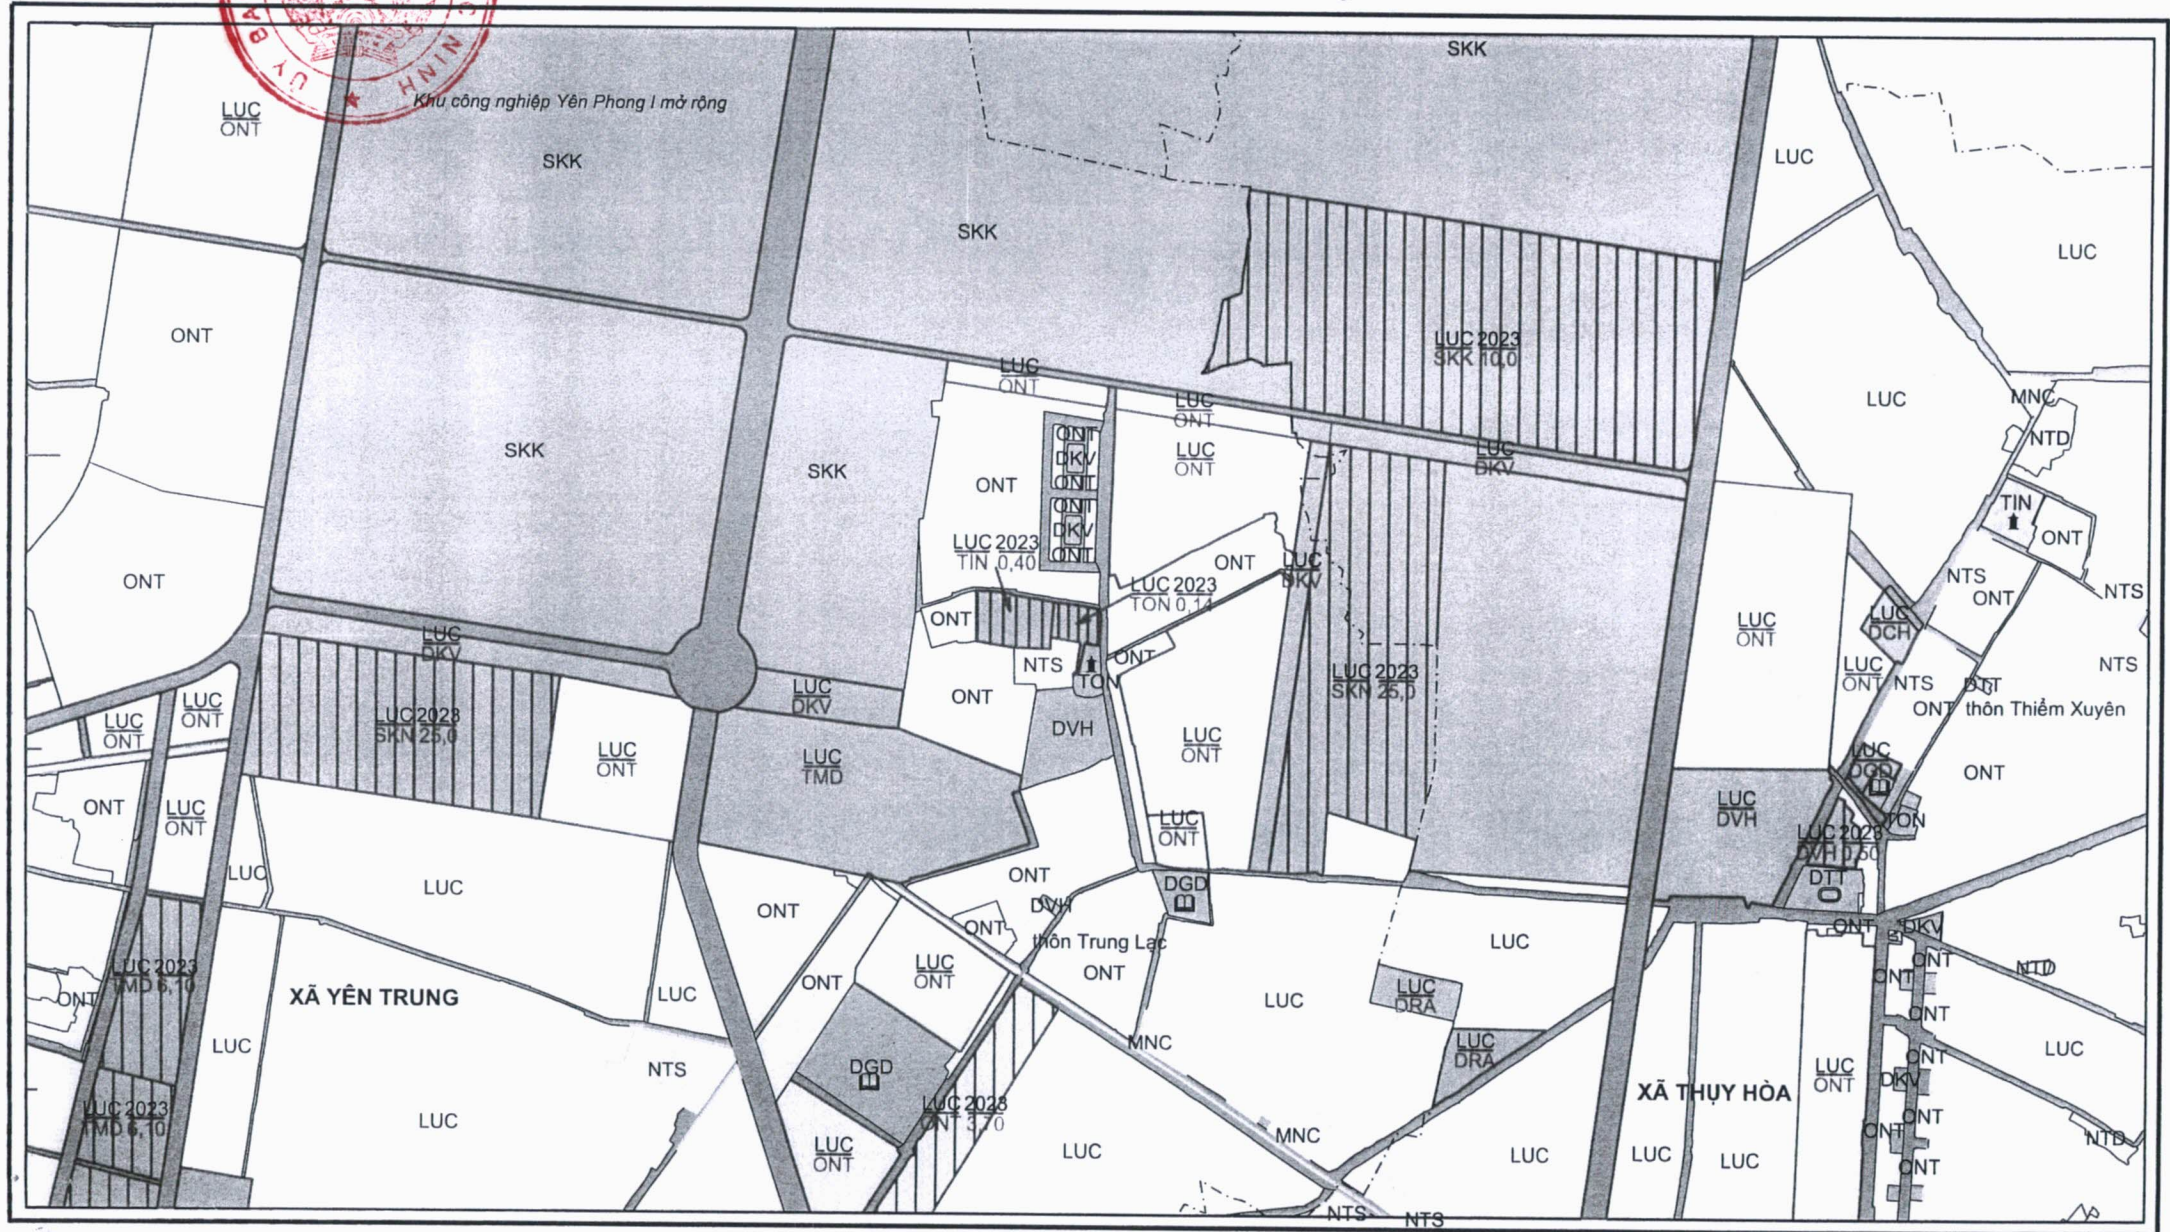 ỦY BA
C NINH
SKK
Khu công nghiệp Yên Phong I mở rộng
LUC
ONT
SKK
LUC
SKK
LUC
ONT
LUC 2023
SKK 10,0
LUC
ONT
LUC
ONT
LUC
MNC
NTD
SKK
SKK
ONT
DKV
ONT
ONT
DKV
ONT
ONT
LUC
ONT
LUC
DKV
TIN
ONT
ONT
LUC 2023
TIN 0,40
ONT
LUC
DKV
LUC 2023
TON 0,14
NTS
ONT
NTS
ONT
LUC
DKV
ONT
NTS
TON
ONT
LUC
ONT
LUC
DCH
LUC
ONT
NTS
DTT
NTS
LUC 2023
SKN 25,0
ONT
thôn Thiểm Xuyên
LUC
ONT
LUC
ONT
LUC 2023
SKN 25,0
LUC
ONT
LUC
DKV
ONT
DVH
LUC
TMD
LUC
ONT
LUC
DGD
ONT
ONT
LUC
ONT
LUC
ONT
LUC
DVH
LUC 2023
DVH 0,50
TON
DTT
LUC
LUC
ONT
ONT
DVH
ONT
DGD
thôn Trung Lạc
ONT
LUC
ONT
DKV
LUC 2023
TMD 6,10
ONT
XÃ YÊN TRUNG
LUC
ONT
LUC
ONT
LUC
LUC
DRA
LUC
DRA
ONT
ONT
NTD
ONT
LUC
NTS
DGD
MNC
XÃ THỤY HÒA
LUC
ONT
ONT
DKV
LUC
LUC 2023
TMD 6,10
LUC
LUC
ONT
LUC 2023
ONT 3,70
LUC
MNC
LUC
LUC
LUC
ONT
ONT
ONT
NTD
NTS
NTS